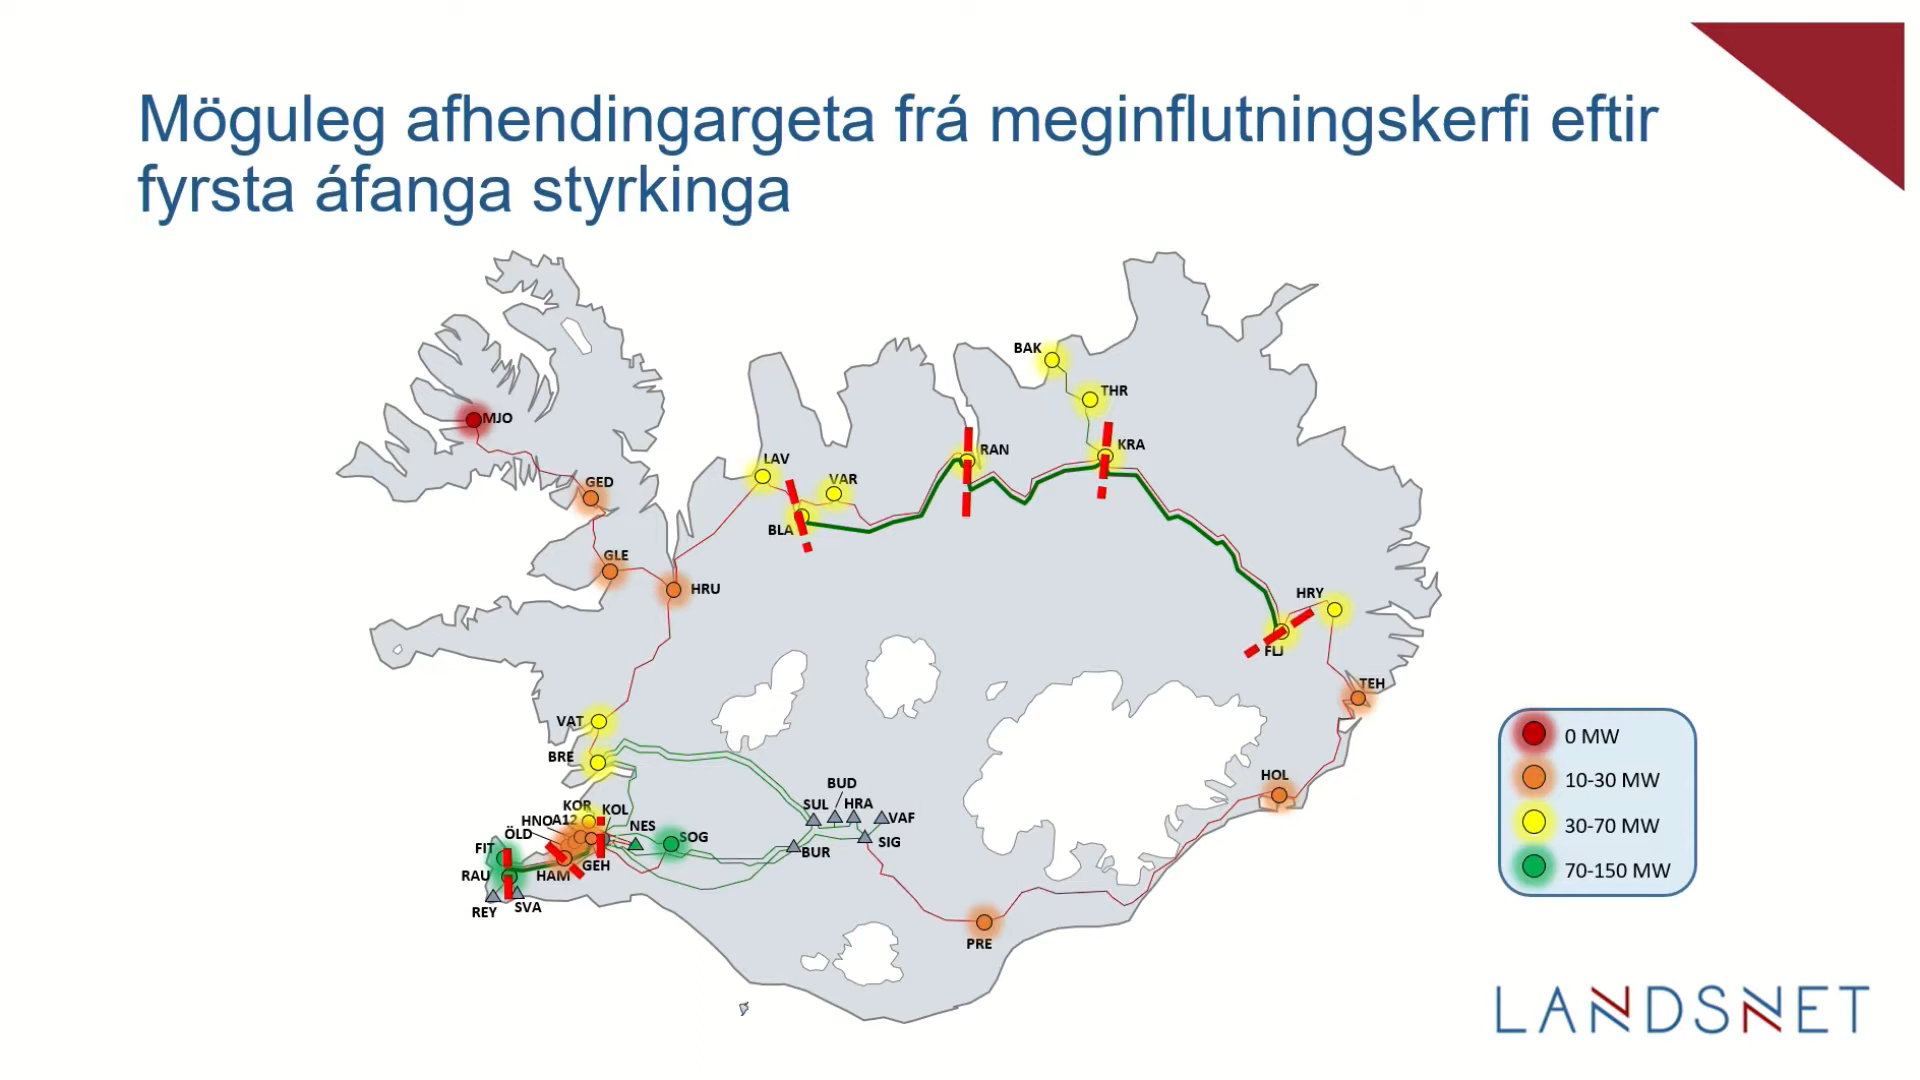 Möguleg afhendingargeta frá meginflutningskerfi eftir
fyrsta áfanga styrkinga
BAK
THR
MJO
RAN
KRA
LAV
GED
VAR
BLA
GLE
HRU
HRY
FLJ
TEH
VAT
BRE
HOL
BUD
KOR
KOL
SUL
HRA
VAF
HNO
A12
NES
ÖLD
SOG
SIG
FIT
BUR
GEH
RAU
HAM
REY
SVA
PRE
0 MW
10-30 MW
30-70 MW
70-150 MW
LANDSNET